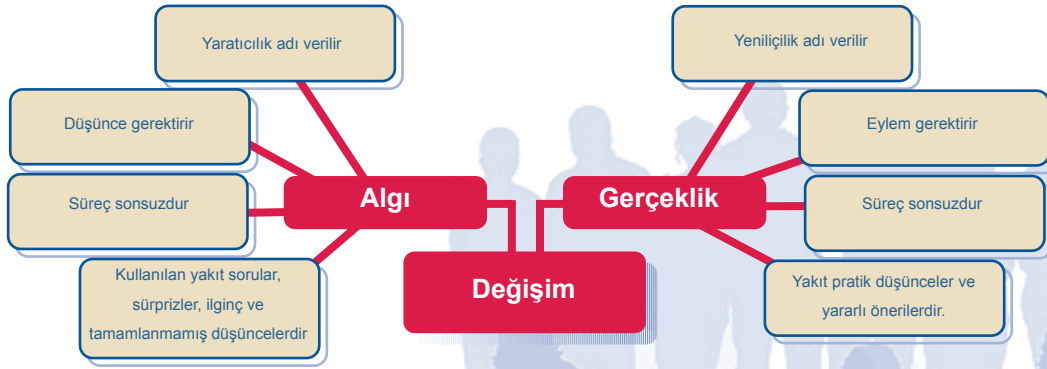 Yaratıcılık adı verilir
Yeniliçilik adı verilir
Düşünce gerektirir
Eylem gerektirir
Algı
Gerçeklik
Süreç sonsuzdur
Süreç sonsuzdur
Değişim
Kullanılan yakıt sorular,
sürprizler, ilginç ve
tamamlanmamış düşüncelerdir
Yakıt pratik düşünceler ve
yararlı önerilerdir.